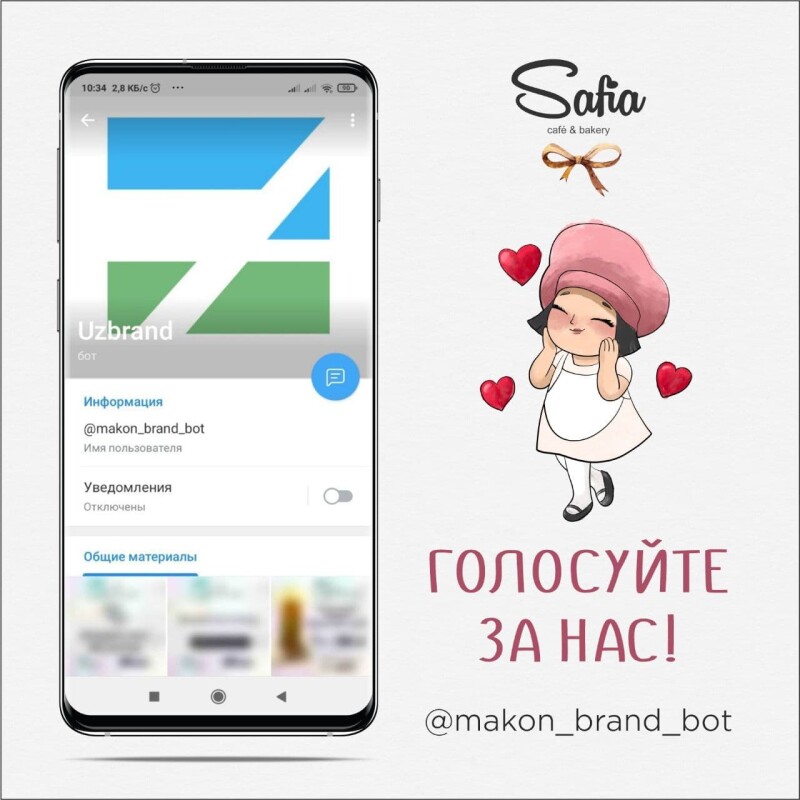 10:34 2,8 КБ/с
Uzbrand
бот
Информация
@makon_brand_bot
Имя пользователя
Уведомления
Отключены
Общие материалы
Safia
café & bakery
ГОЛОСУЙТЕ
ЗА НАС!
@makon_brand_bot